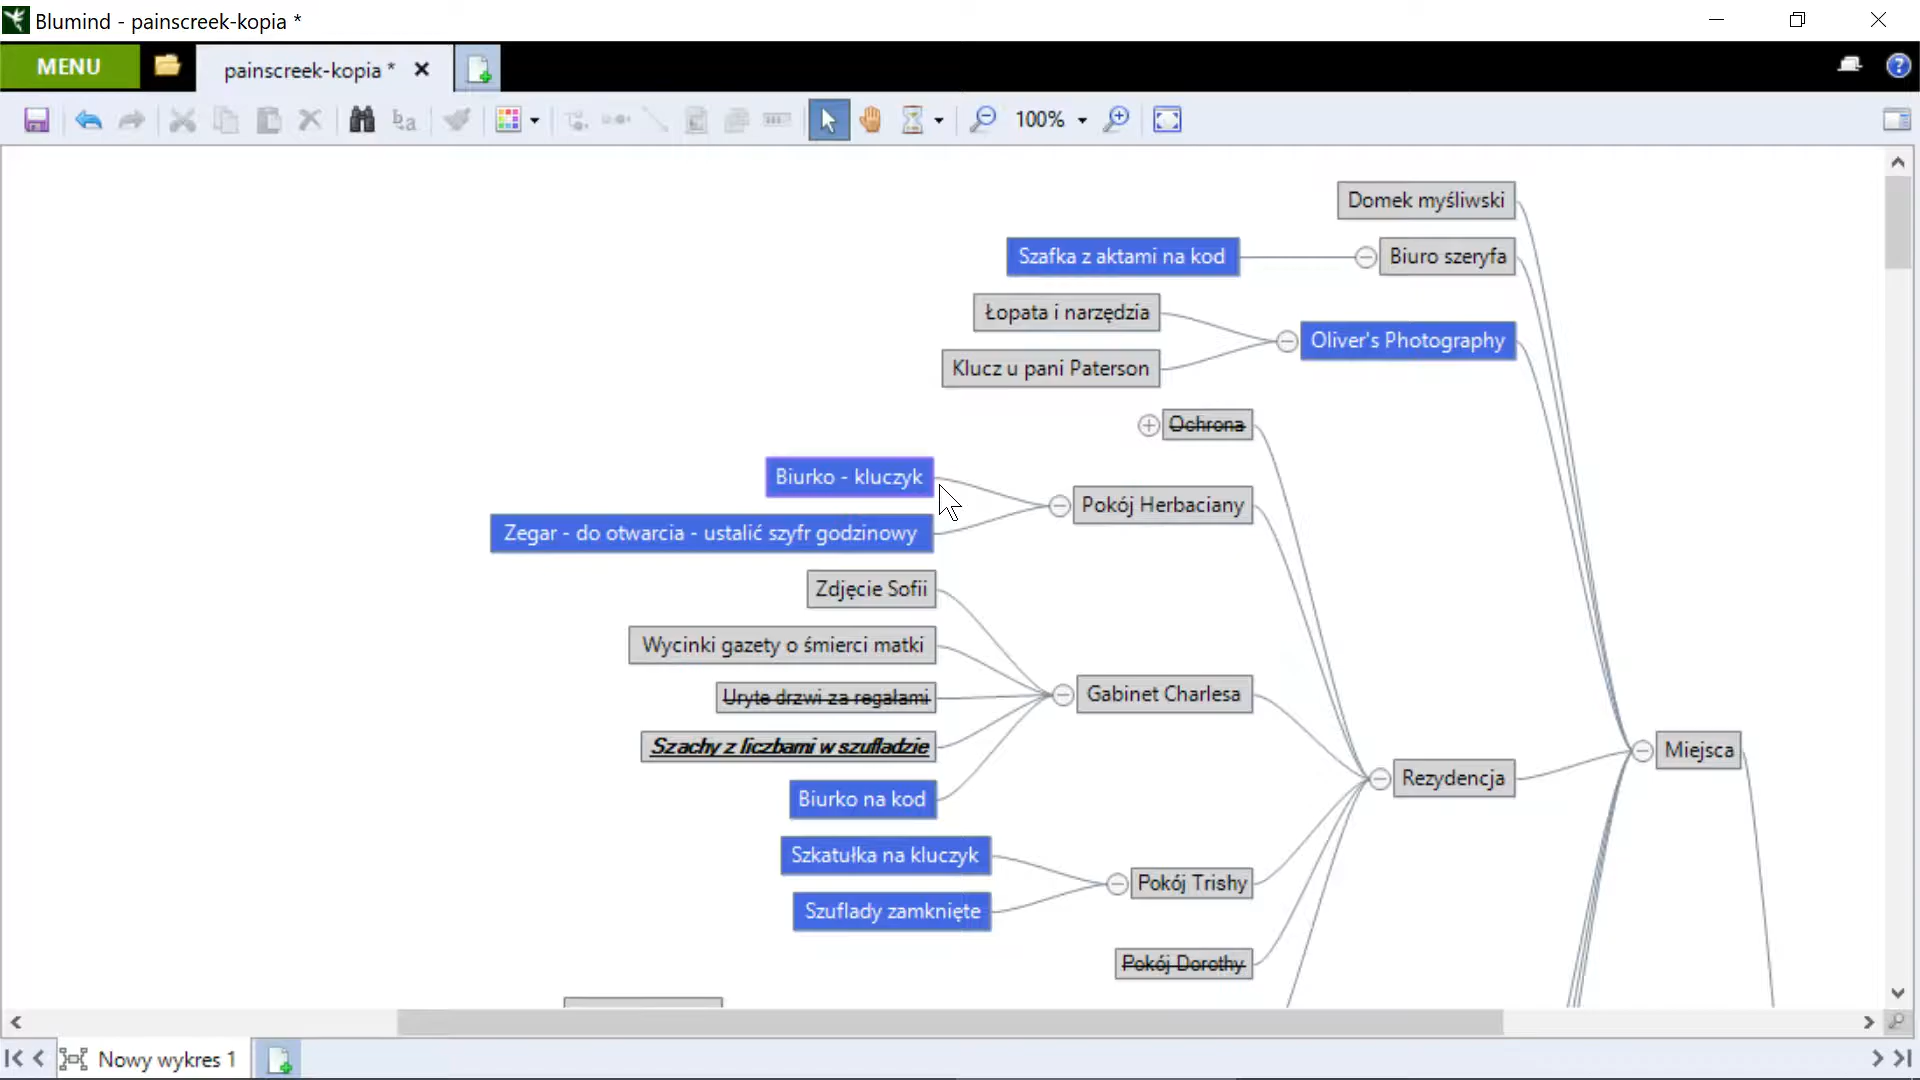 Blumind - painscreek-kopia *
MENU
painscreek-kopia *
100%
Domek myśliwski
Szafka z aktami na kod
Biuro szeryfa
Łopata i narzędzia
Oliver's Photography
Klucz u pani Paterson
Ochrona
Biurko - kluczyk
Pokój Herbaciany
Zegar - do otwarcia - ustalić szyfr godzinowy
Zdjęcie Sofii
Wycinki gazety o śmierci matki
Uryte drzwi za regałami
Gabinet Charlesa
Szachy z liczbami w szufladzie
Miejsca
Rezydencja
Biurko na kod
Szkatułka na kluczyk
Pokój Trishy
Szuflady zamknięte
Pokój Dorothy
Nowy wykres 1